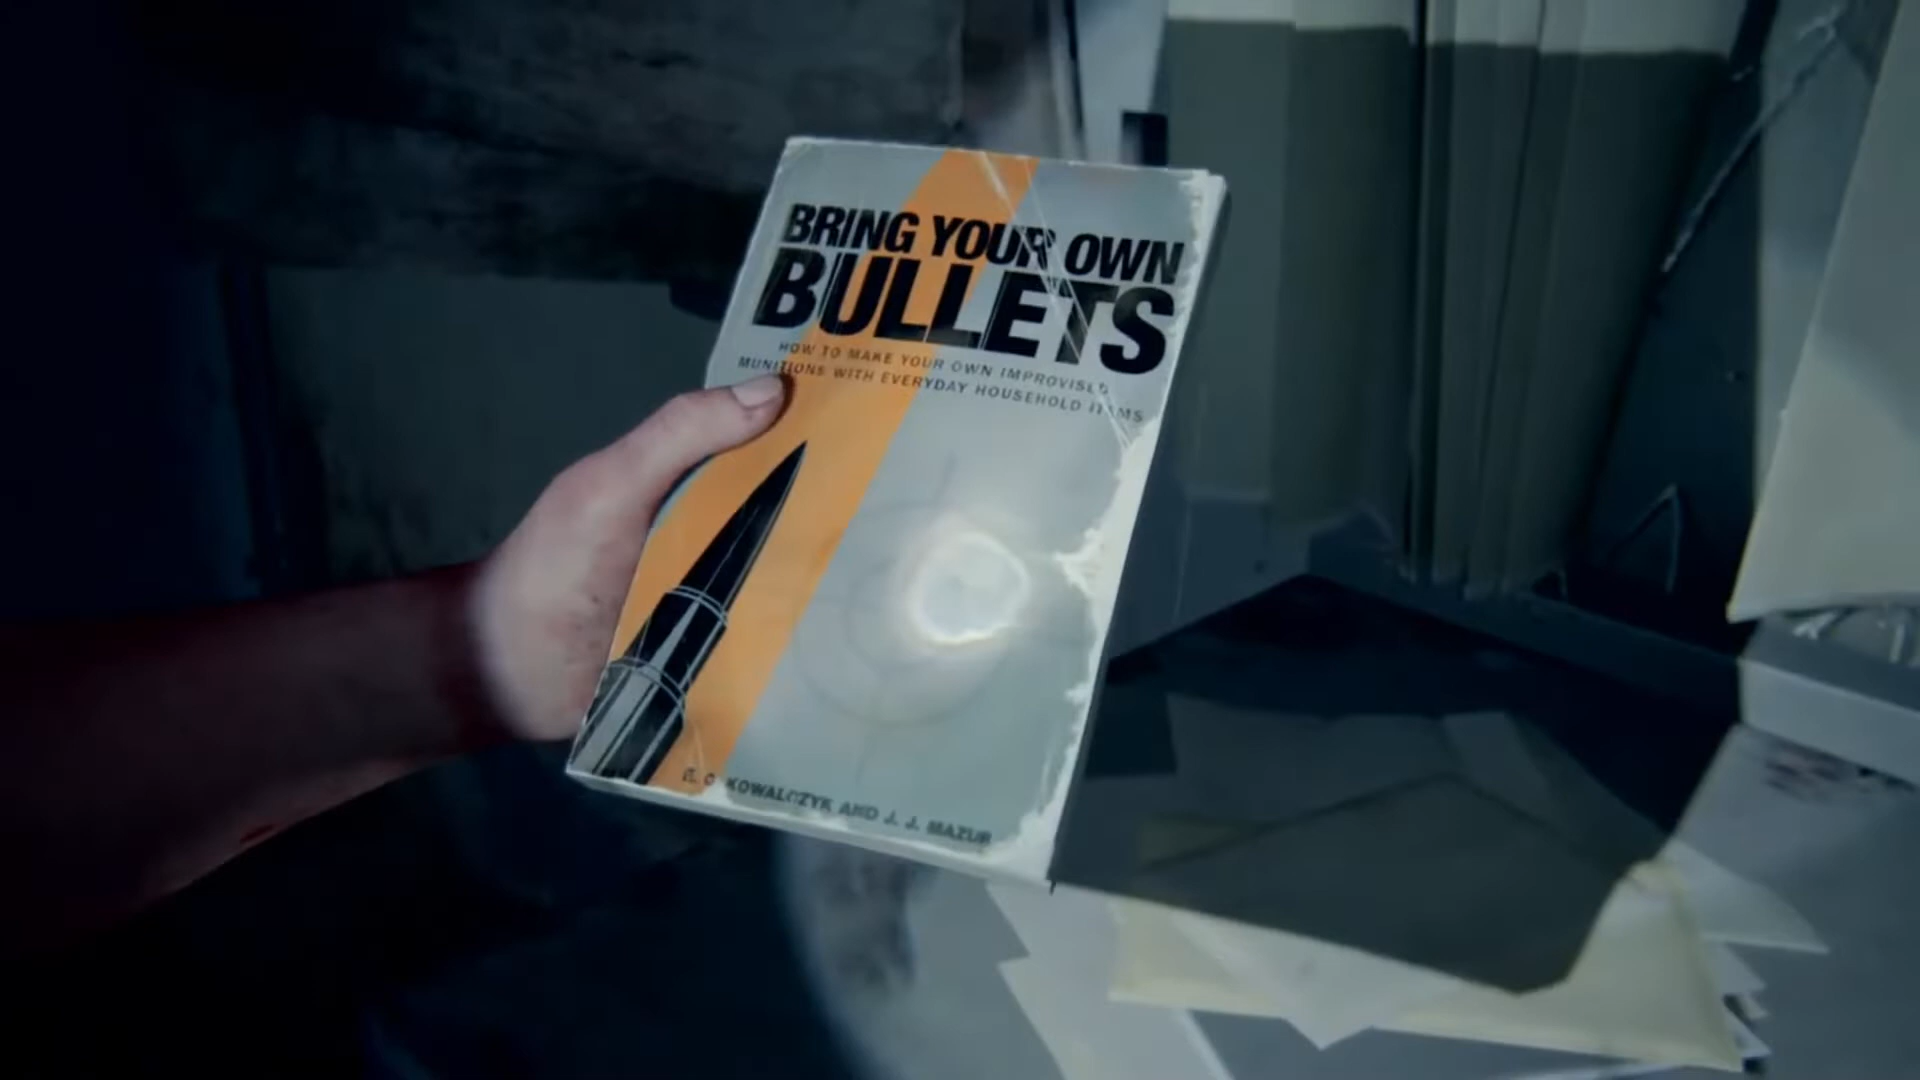 BRING YOUR OWN
BULLETS
HOW TO MAKE YOUR OWN IMPROVISED
MUNITIONS WITH EVERYDAY HOUSEHOLD ITEMS
C. KOWALCZYK AND J. J. MAZUR